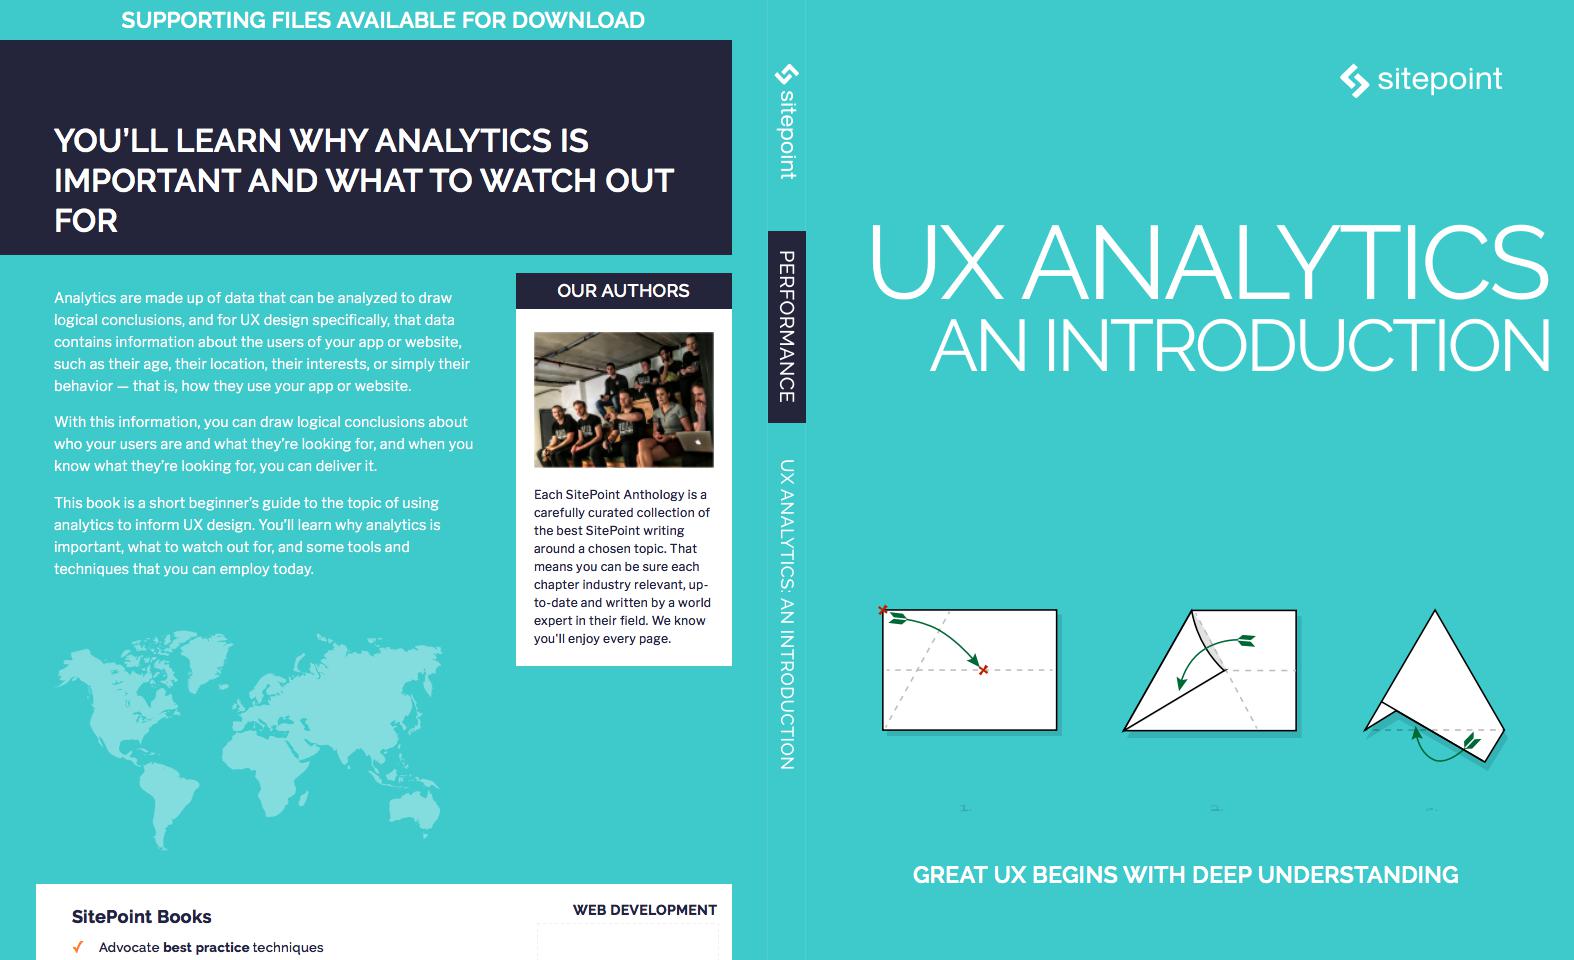 SUPPORTING FILES AVAILABLE FOR DOWNLOAD
YOU’LL LEARN WHY ANALYTICS IS
IMPORTANT AND WHAT TO WATCH OUT
FOR
Analytics are made up of data that can be analyzed to draw
logical conclusions, and for UX design specifically, that data
contains information about the users of your app or website,
such as their age, their location, their interests, or simply their
behavior — that is, how they use your app or website.
With this information, you can draw logical conclusions about
who your users are and what they’re looking for, and when you
know what they’re looking for, you can deliver it.
This book is a short beginner’s guide to the topic of using
analytics to inform UX design. You’ll learn why analytics is
important, what to watch out for, and some tools and
techniques that you can employ today.
OUR AUTHORS
Each SitePoint Anthology is a
carefully curated collection of
the best SitePoint writing
around a chosen topic. That
means you can be sure each
chapter industry relevant, up-
to-date and written by a world
expert in their field. We know
you'll enjoy every page.
SitePoint Books
✓ Advocate best practice techniques
WEB DEVELOPMENT
sitepoint
PERFORMANCE
UX ANALYTICS: AN INTRODUCTION
sitepoint
UX ANALYTICS
AN INTRODUCTION
GREAT UX BEGINS WITH DEEP UNDERSTANDING